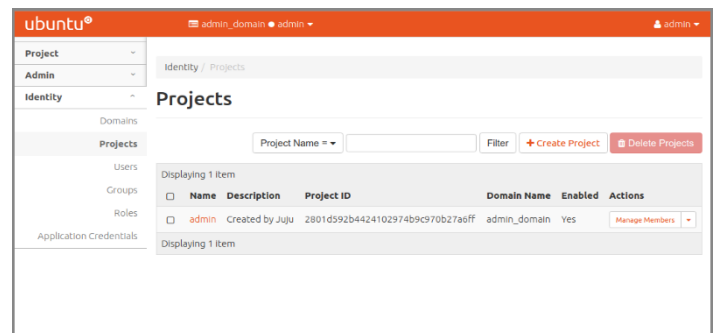 ubuntu®
admin_domain ● admin
admin
Project
Admin
Identity
Domains
Projects
Users
Groups
Roles
Application Credentials
Identity / Projects
Projects
Project Name =
Filter
+ Create Project
Delete Projects
Displaying 1 item
Name Description Project ID Domain Name Enabled Actions
admin Created by Juju 2801d592b4424102974b9c970b27a6ff admin_domain Yes Manage Members
Displaying 1 item